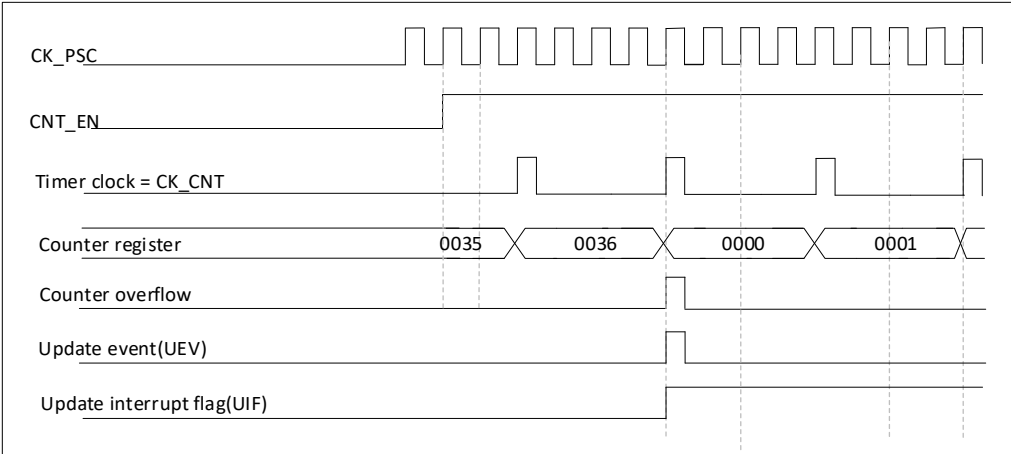 CK_PSC
CNT_EN
Timer clock = CK_CNT
Counter register 0035 0036 0000 0001
Counter overflow
Update event(UEV)
Update interrupt flag(UIF)